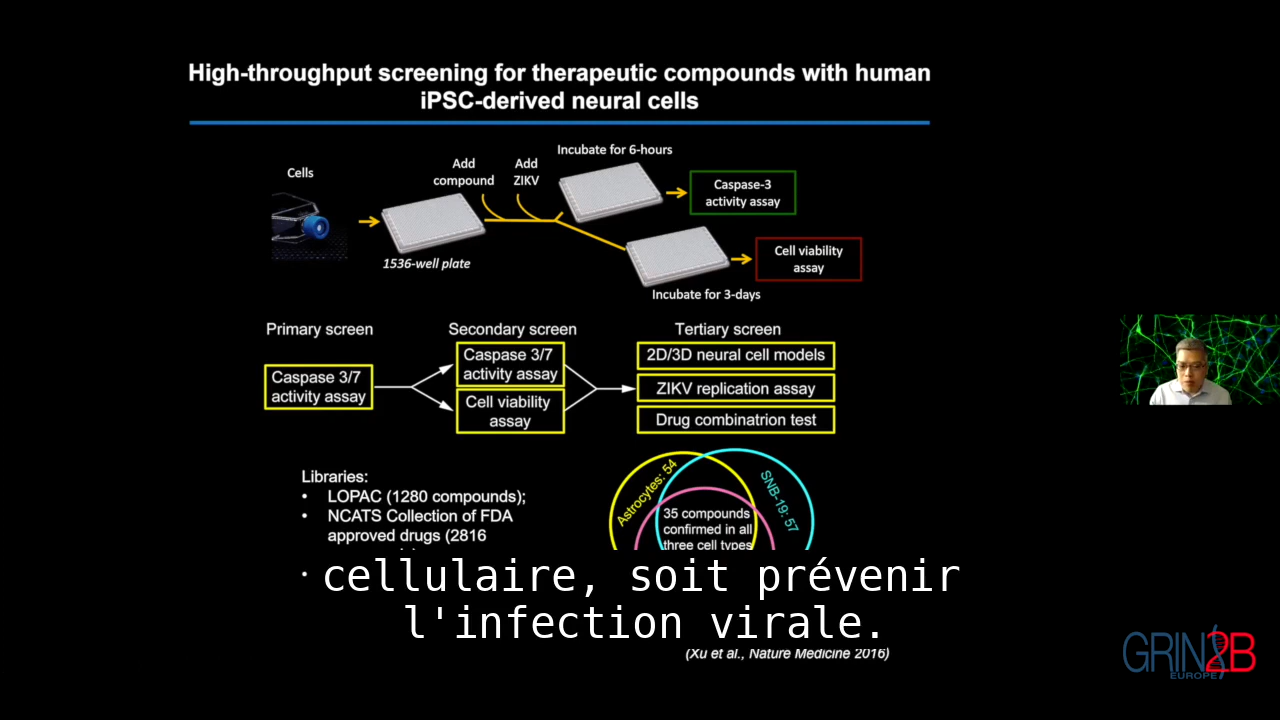 High-throughput screening for therapeutic compounds with human
iPSC-derived neural cells
Cells
Add
compound
Add
ZIKV
Incubate for 6-hours
Caspase-3
activity assay
1536-well plate
Cell viability
assay
Incubate for 3-days
Primary screen
Secondary screen
Tertiary screen
Caspase 3/7
activity assay
Caspase 3/7
activity assay
Cell viability
assay
2D/3D neural cell models
ZIKV replication assay
Drug combinatrion test
Libraries:
• LOPAC (1280 compounds);
• NCATS Collection of FDA
approved drugs (2816
Astrocytes: 54
SNB-19: 57
35 compounds
confirmed in all
three cell types
cellulaire, soit prévenir
l'infection virale.
(Xu et al., Nature Medicine 2016)
GRIN2B
EUROPE